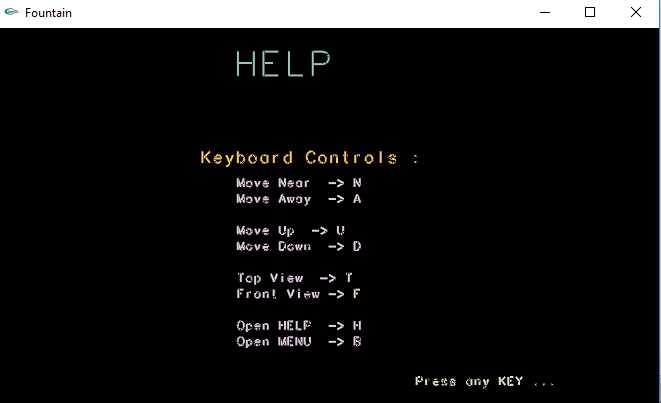 Fountain
HELP
Keyboard Controls :
Move Near -> N
Move Away -> A
Move Up -> U
Move Down -> D
Top View -> T
Front View -> F
Open HELP -> H
Open MENU -> B
Press any KEY ...